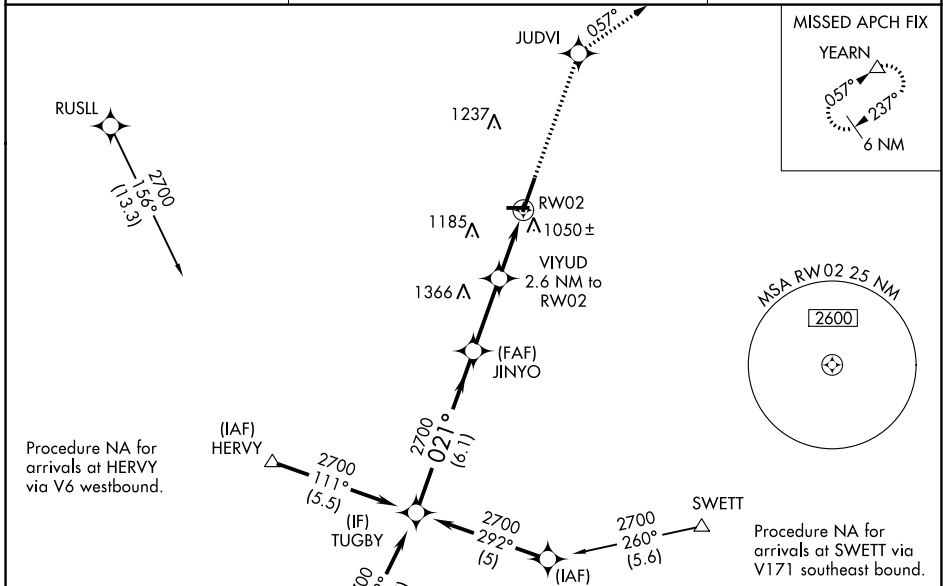 JUDVI
057°
MISSED APCH FIX
YEARN
057°
237°
6 NM
RUSLL
1237
2700
156°
(13.3)
RW02
1185
1050±
VIYUD
2.6 NM to
RW02
1366
MSA RW02 25 NM
2600
(FAF)
JINYO
2700
021°
(6.1)
(IAF)
HERVY
Procedure NA for
arrivals at HERVY
via V6 westbound.
2700
111°
(5.5)
(IF)
TUGBY
2700
292°
(5)
(IAF)
SWETT
2700
260°
(5.6)
Procedure NA for
arrivals at SWETT via
V171 southeast bound.